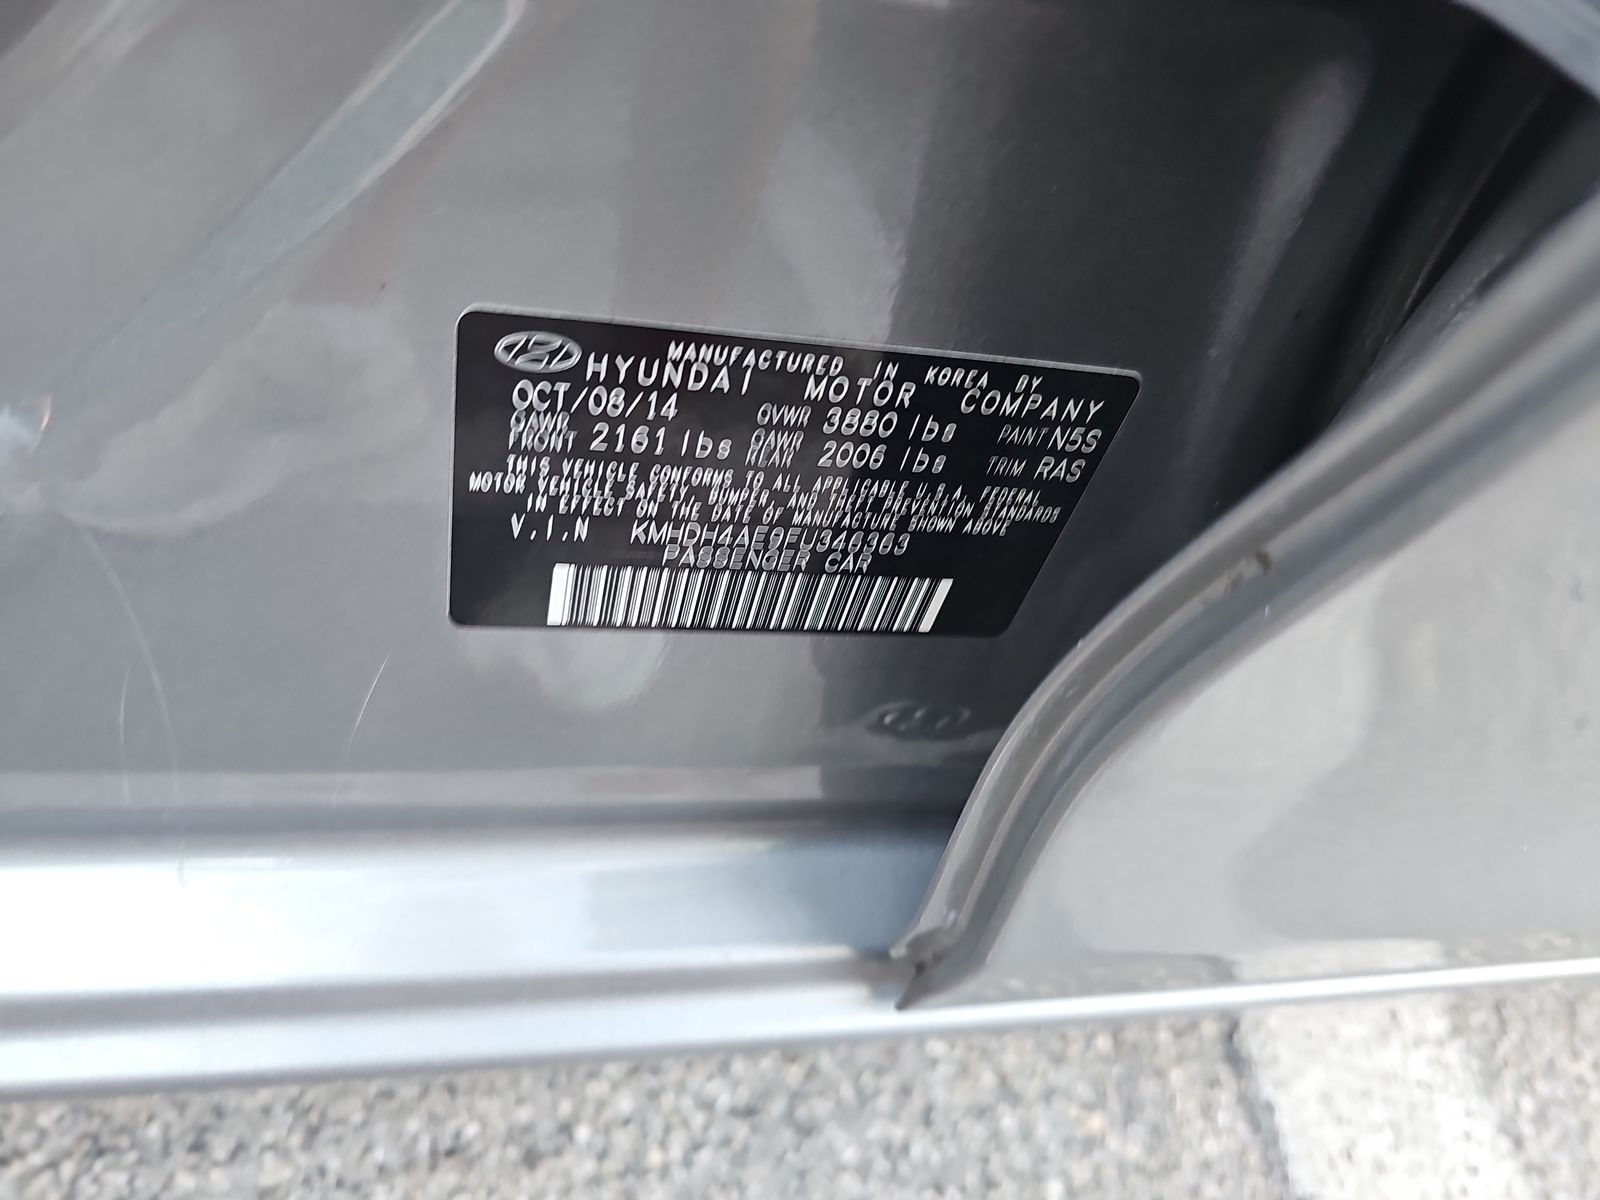 MANUFACTURED IN KOREA BY
HYUNDAI MOTOR COMPANY
OCT/08/14 GVWR 3880 lbs PAINT N5S
GAWR FRONT 2161 lbs GAWR REAR 2006 lbs TRIM RAS
THIS VEHICLE CONFORMS TO ALL APPLICABLE U.S.A. FEDERAL
MOTOR VEHICLE SAFETY, BUMPER, AND THEFT PREVENTION STANDARDS
IN EFFECT ON THE DATE OF MANUFACTURE SHOWN ABOVE
V.I.N KMHDH4AE9FU346363
PASSENGER CAR